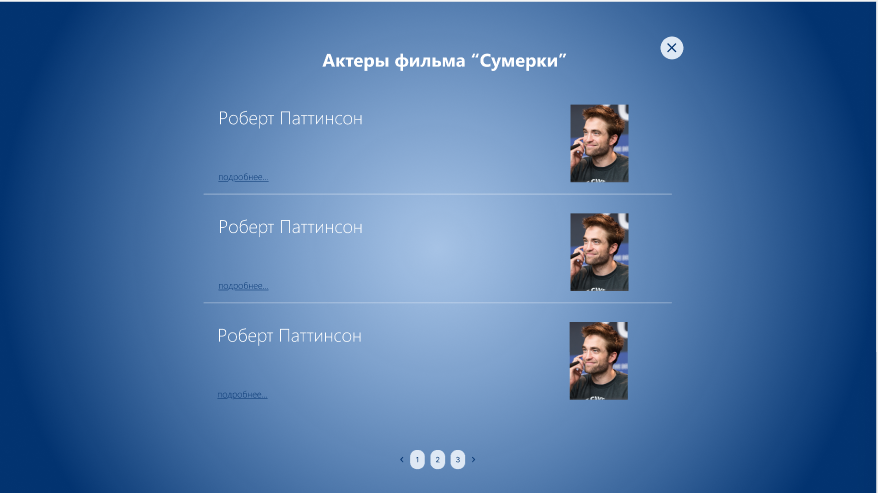 Актеры фильма “Сумерки”
Роберт Паттинсон
подробнее...
Роберт Паттинсон
подробнее...
Роберт Паттинсон
подробнее...
‹ 1 2 3 ›